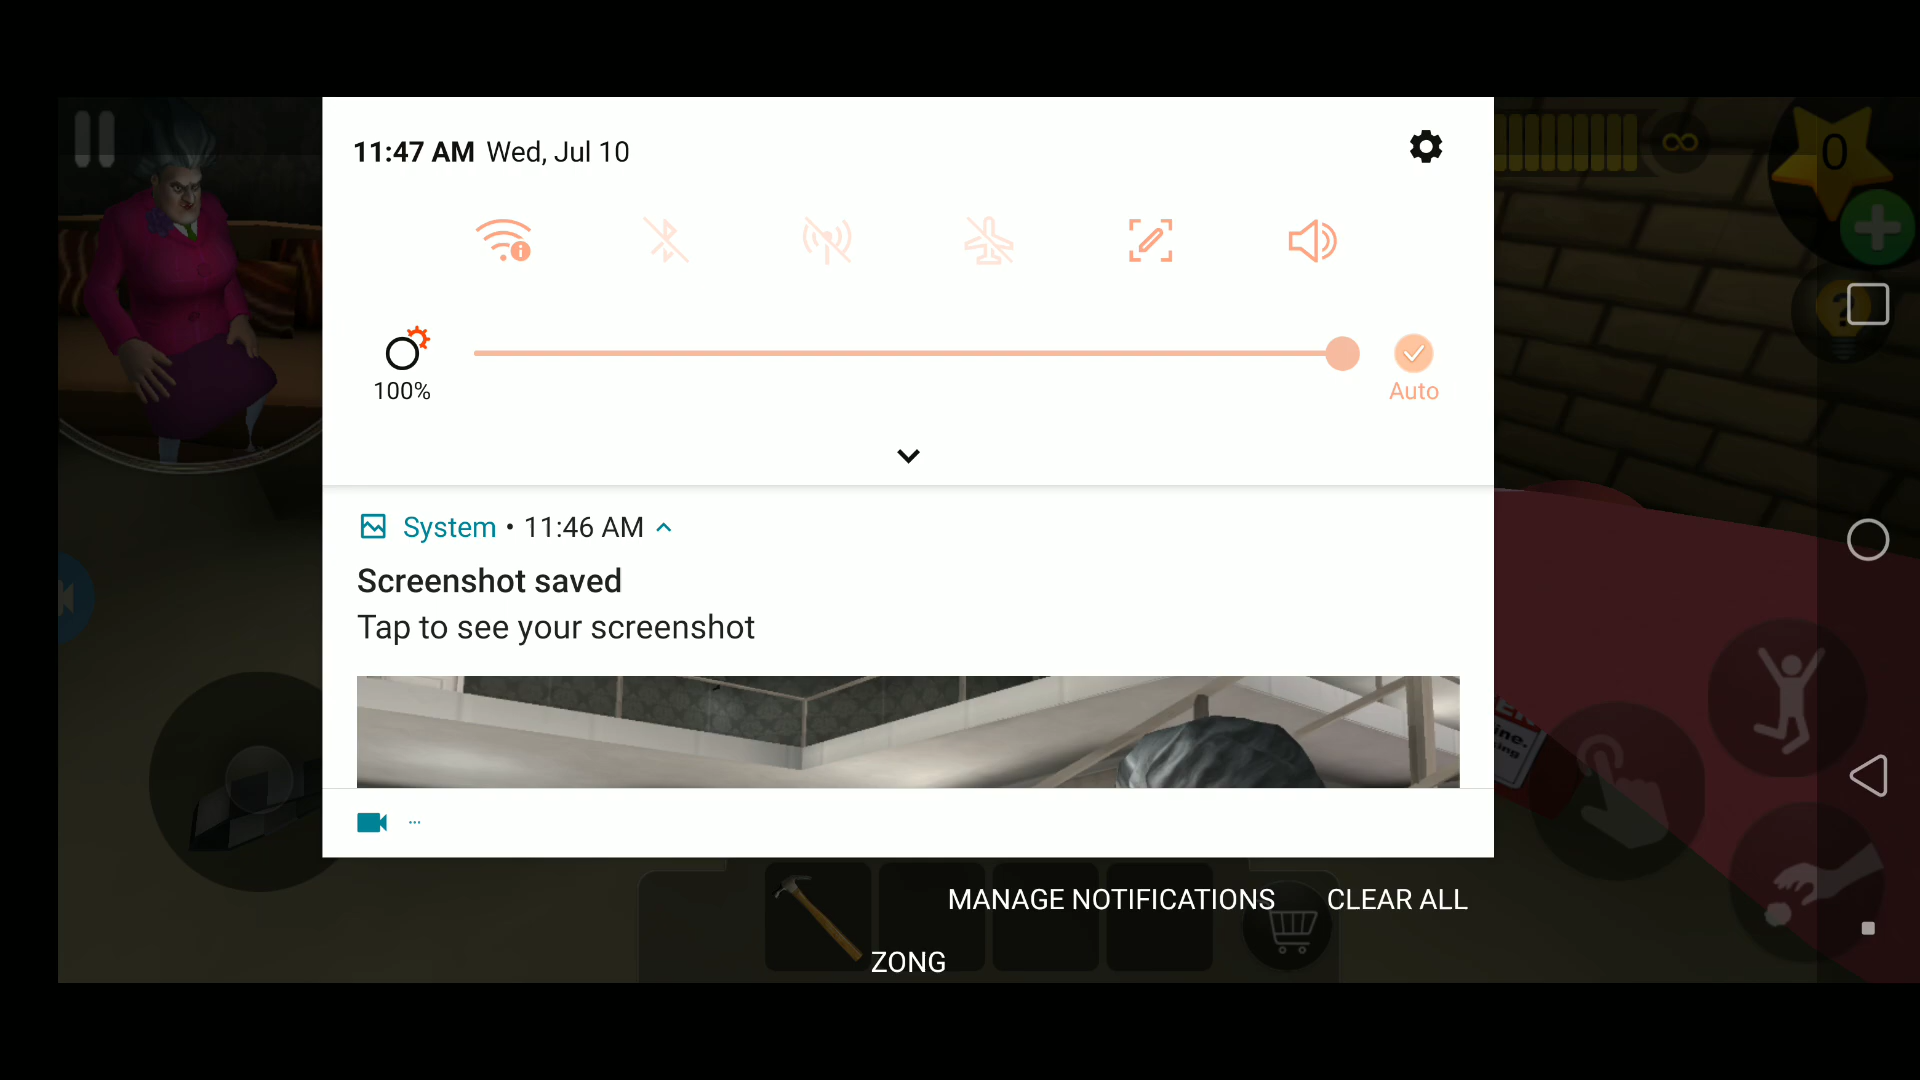 11:47 AM Wed, Jul 10
0
100%
Auto
System • 11:46 AM
Screenshot saved
Tap to see your screenshot
...
MANAGE NOTIFICATIONS CLEAR ALL
ZONG